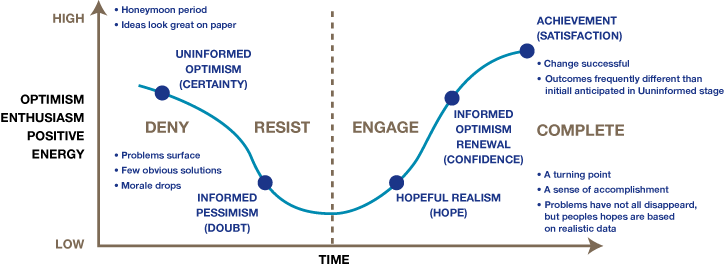 HIGH
• Honeymoon period
• Ideas look great on paper
UNINFORMED
OPTIMISM
(CERTAINTY)
ACHIEVEMENT
(SATISFACTION)
• Change successful
• Outcomes frequently different than
initiall anticipated in Uninformed stage
OPTIMISM
ENTHUSIASM
POSITIVE
ENERGY
DENY
RESIST
ENGAGE
COMPLETE
INFORMED
OPTIMISM
RENEWAL
(CONFIDENCE)
• Problems surface
• Few obvious solutions
• Morale drops
INFORMED
PESSIMISM
(DOUBT)
HOPEFUL REALISM
(HOPE)
• A turning point
• A sense of accomplishment
• Problems have not all disappeard,
but peoples hopes are based
on realistic data
LOW
TIME